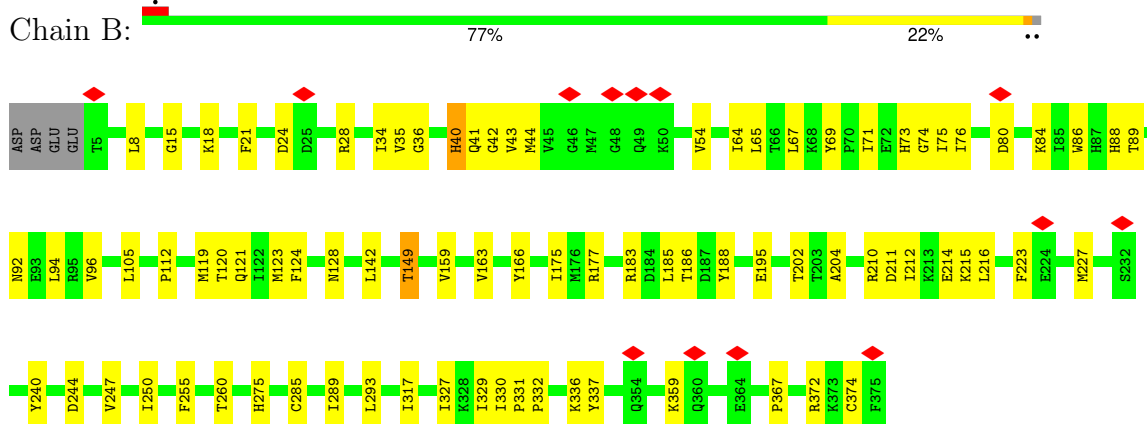 Chain B:
77% 22% ••
ASP ASP GLU GLU T5 L8 G15 K18 F21 D24 D25 R28 I34 V35 G36 H40 Q41 G42 V43 M44 V45 G46 M47 G48 Q49 K50 V54 I64 L65 T66 L67 K68 Y69 P70 I71 E72 H73 G74 I75 I76 D80 K84 I85 W86 H87 H88 T89
N92 E93 L94 R95 V96 L105 P112 M119 T120 Q121 I122 M123 F124 N128 L142 T149 V159 V163 Y166 I175 M176 R177 R183 D184 L185 T186 D187 Y188 E195 T202 T203 A204 R210 D211 I212 K213 E214 K215 L216 F223 E224 M227 S232
Y240 D244 V247 I250 F255 T260 H275 C285 I289 L293 I317 I327 K328 I329 I330 P331 P332 K336 Y337 Q354 K359 Q360 E364 P367 R372 K373 C374 F375